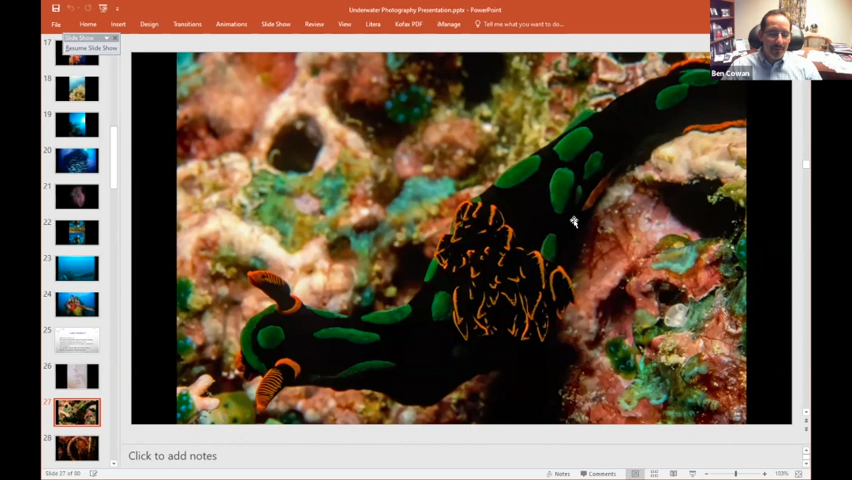 Underwater Photography Presentation.pptx - PowerPoint
File Home Insert Design Transitions Animations Slide Show Review View Litera Kofax PDF iManage Tell me what you want to do...
Slide Show
Resume Slide Show
Ben Cowan
17
18
19
20
21
22
23
24
25
26
27
28
Click to add notes
Slide 27 of 80
Notes
Comments
103%